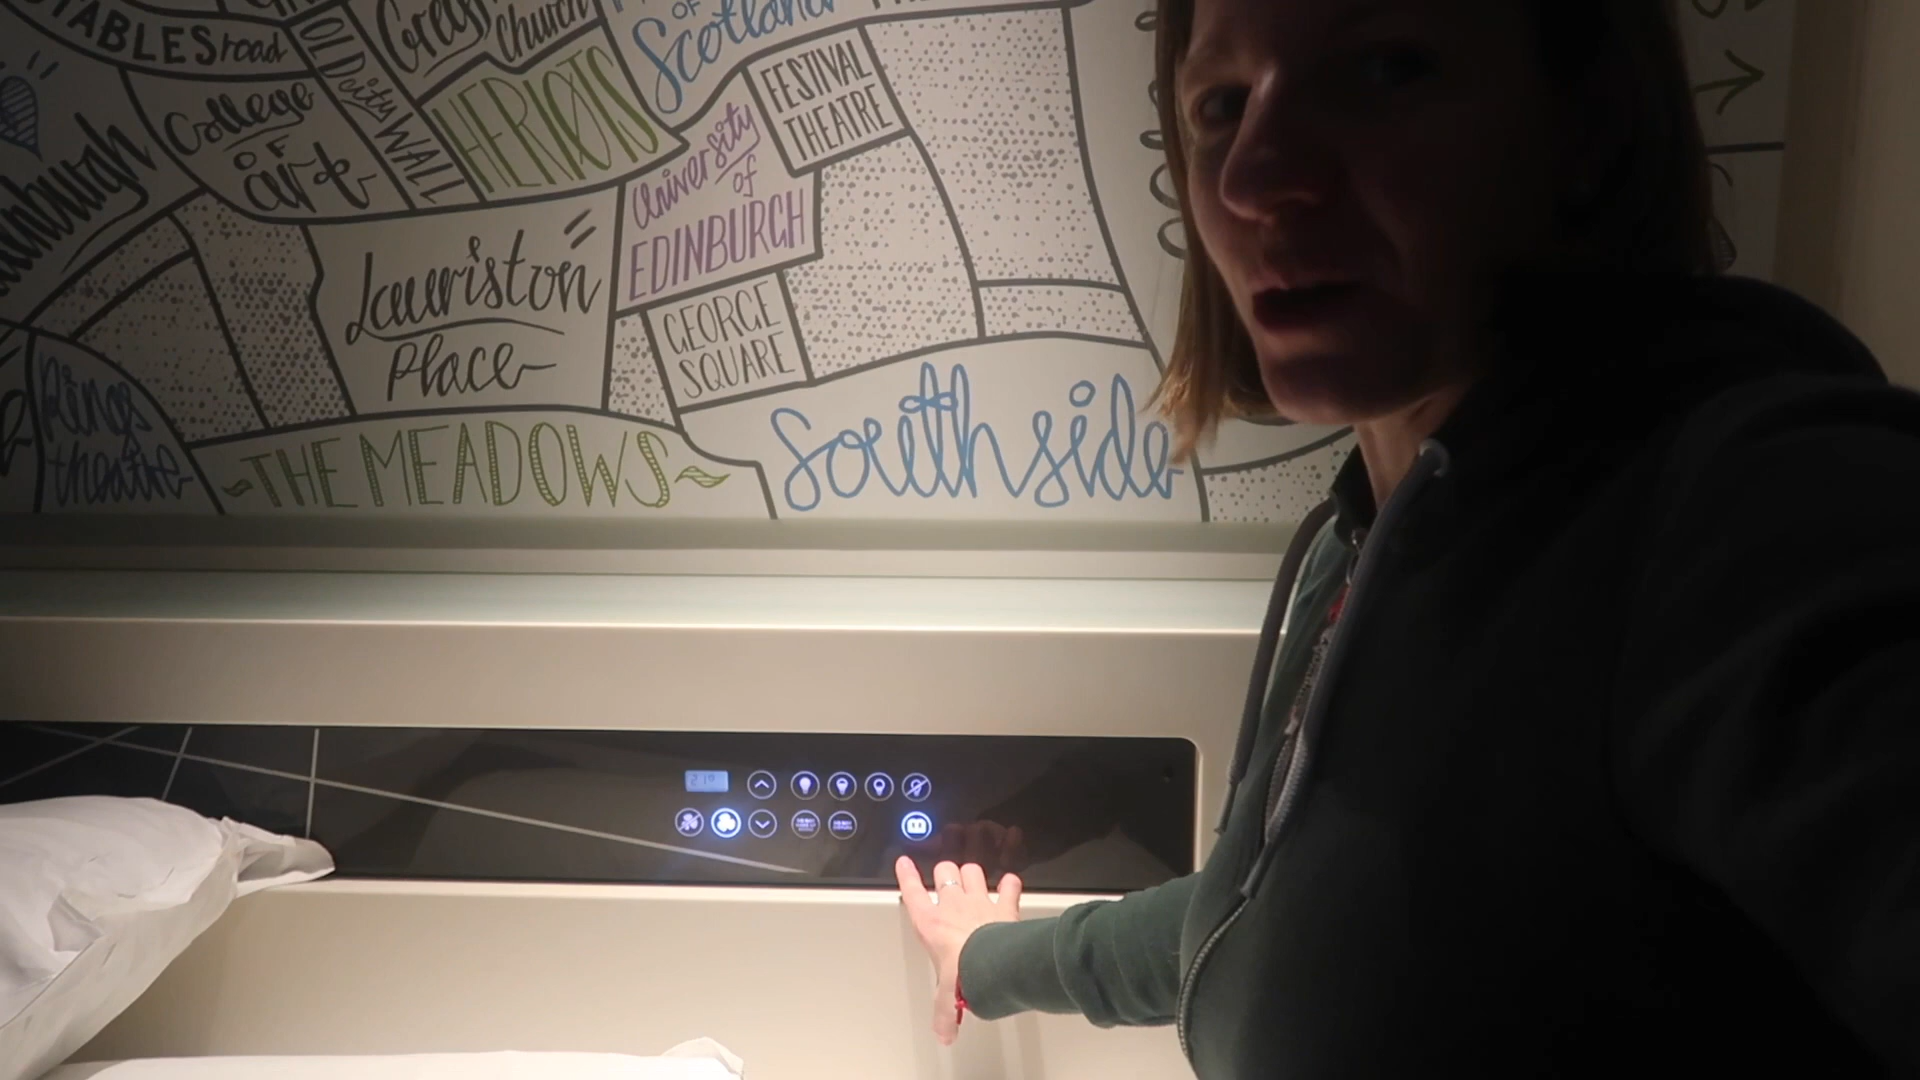 STABLES road
OLD city WALL
Church
OF
Scotland
College
OF
art
HERIOTS
FESTIVAL
THEATRE
University
of
EDINBURGH
Lauriston
Place
GEORGE
SQUARE
Kings
theatre
THE MEADOWS
Southside
21°